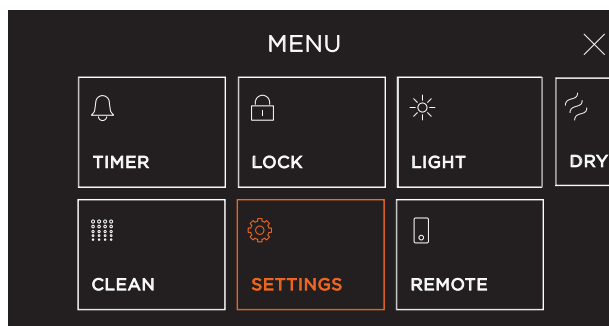 MENU
TIMER
LOCK
LIGHT
DRY
CLEAN
SETTINGS
REMOTE